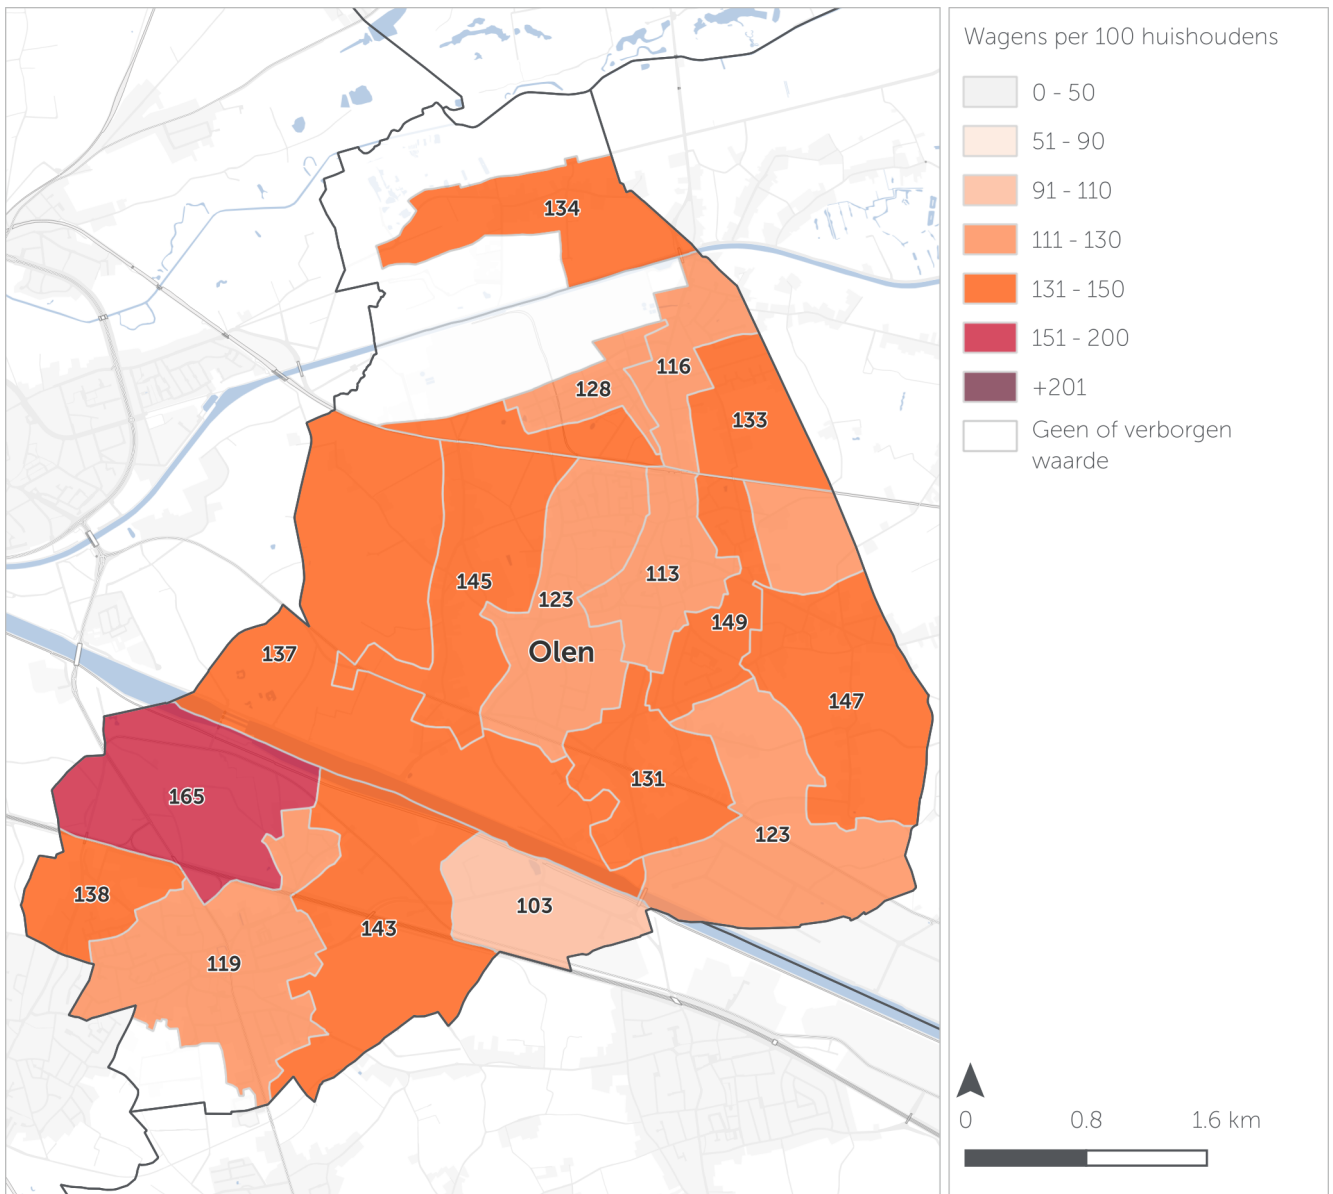 Wagens per 100 huishoudens
0 - 50
51 - 90
91 - 110
111 - 130
131 - 150
151 - 200
+201
Geen of verborgen
waarde
134
116
128
133
113
145
123
149
Olen
137
147
131
165
123
138
103
143
119
0 0.8 1.6 km